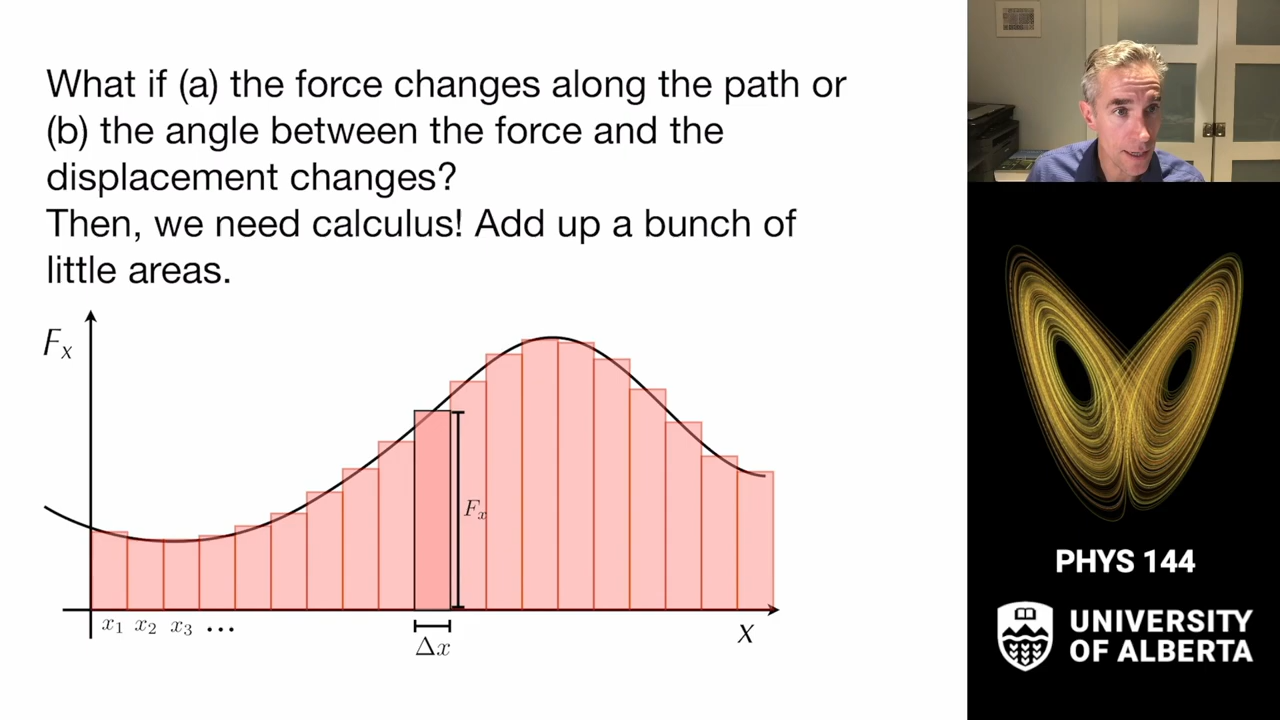 What if (a) the force changes along the path or
(b) the angle between the force and the
displacement changes?
Then, we need calculus! Add up a bunch of
little areas.
Fₓ
Fₓ
x₁ x₂ x₃ ...
Δx
x
PHYS 144
UNIVERSITY
OF ALBERTA